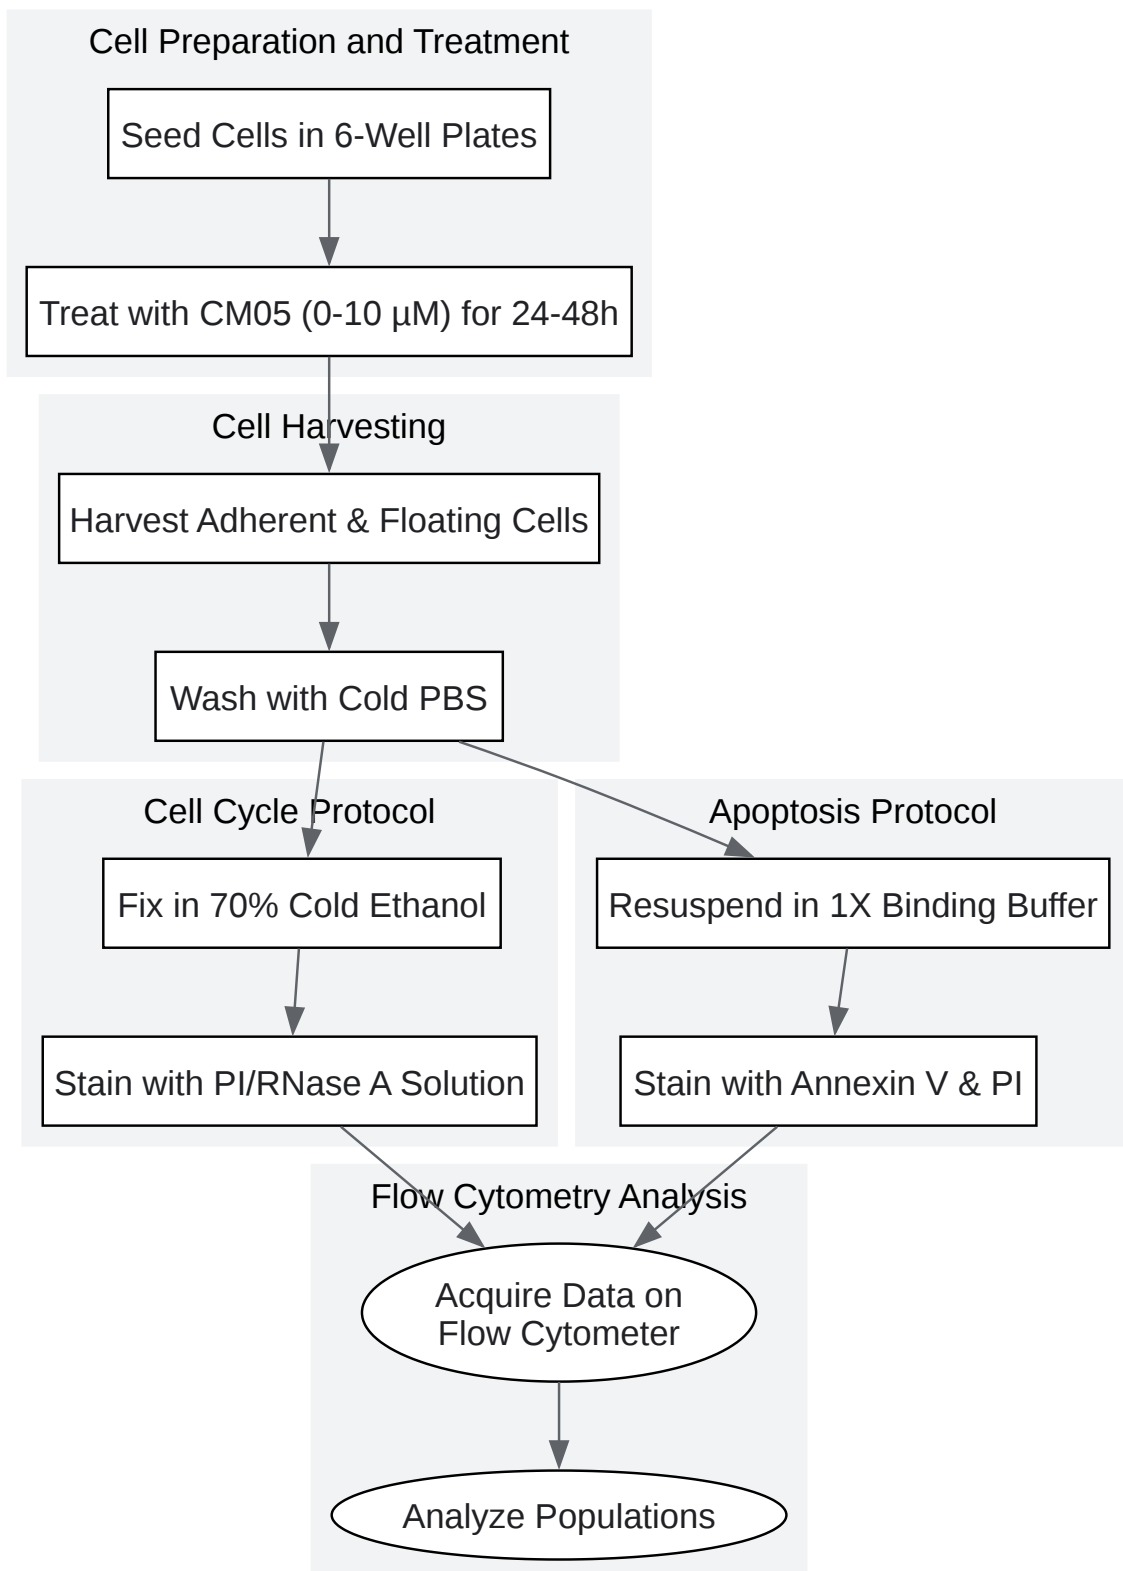 Cell Preparation and Treatment
Seed Cells in 6-Well Plates
Treat with CM05 (0-10 µM) for 24-48h
Cell Harvesting
Harvest Adherent & Floating Cells
Wash with Cold PBS
Cell Cycle Protocol
Fix in 70% Cold Ethanol
Stain with PI/RNase A Solution
Apoptosis Protocol
Resuspend in 1X Binding Buffer
Stain with Annexin V & PI
Flow Cytometry Analysis
Acquire Data on
Flow Cytometer
Analyze Populations